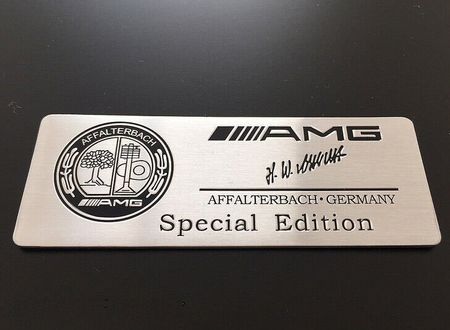 AFFALTERBACH
AMG
AMG
H. W.
AFFALTERBACH • GERMANY
Special Edition